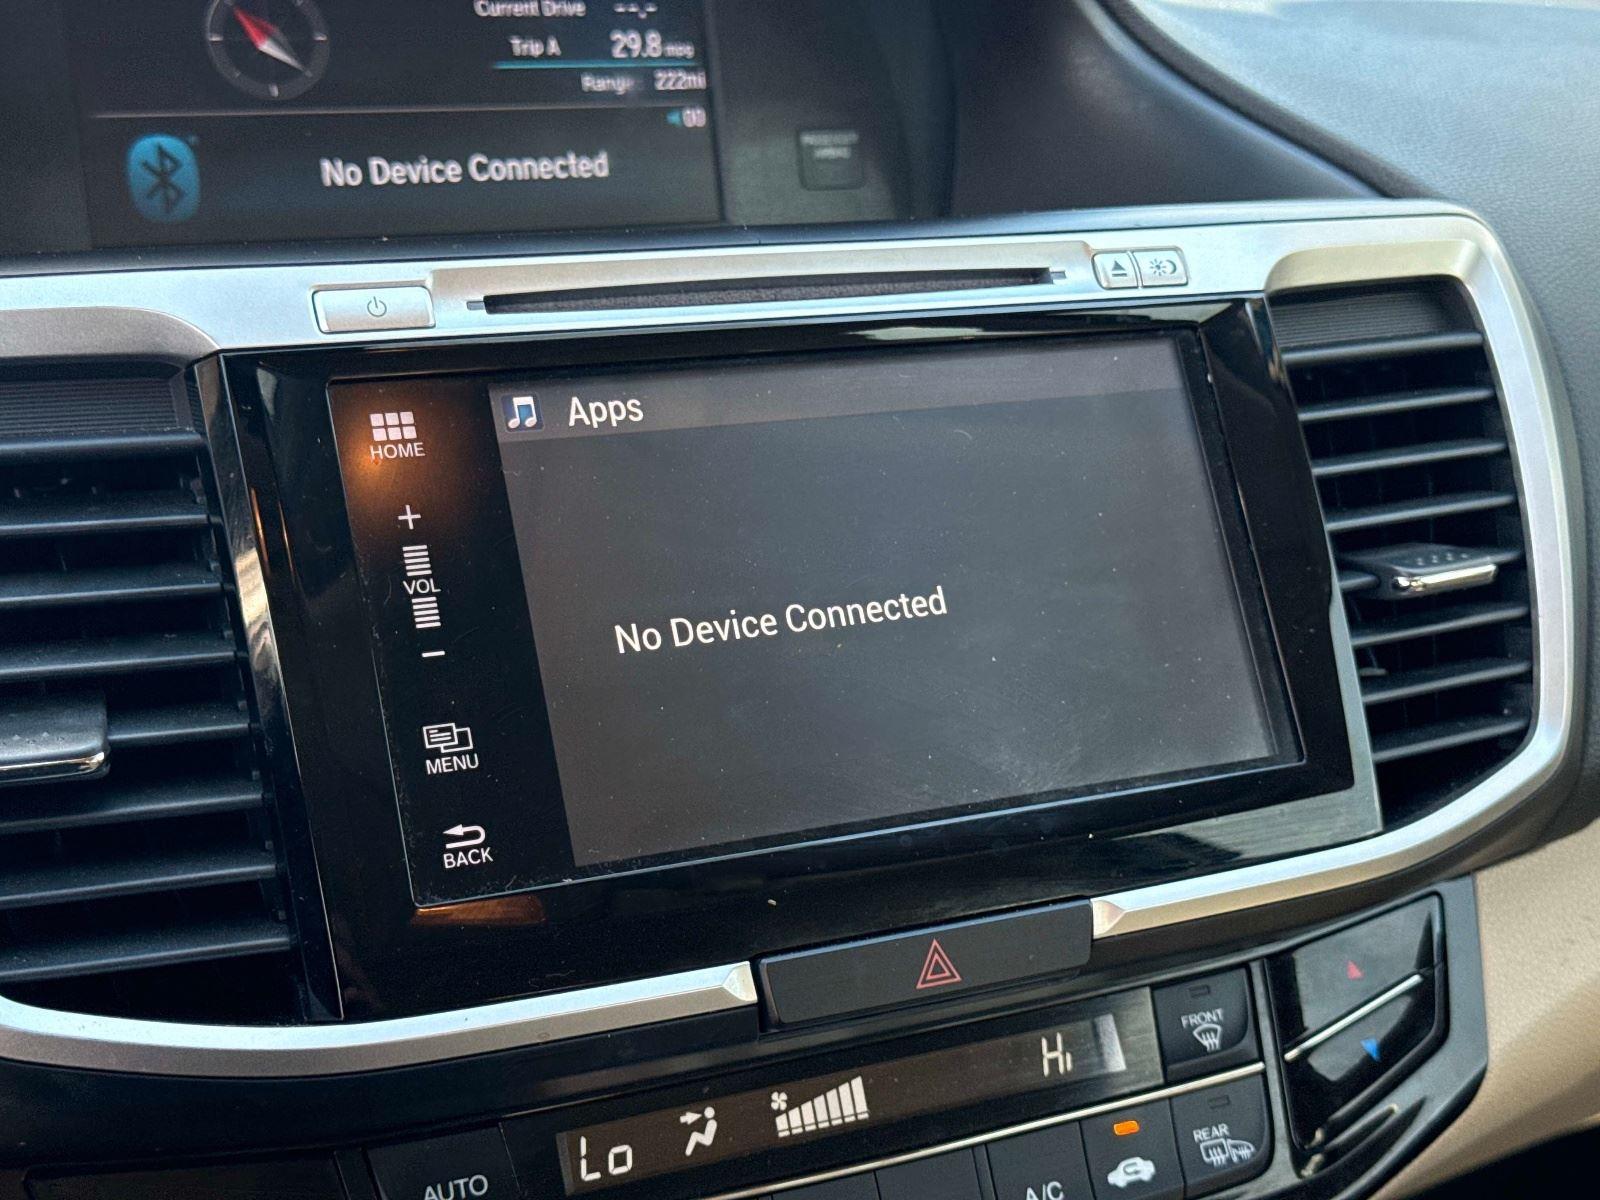 Current Drive --.-
Trip A 29.8 mpg
Range 222mi
00
No Device Connected
Apps
HOME
+
VOL
-
No Device Connected
MENU
BACK
FRONT
Hi
Lo
REAR
AUTO
A/C